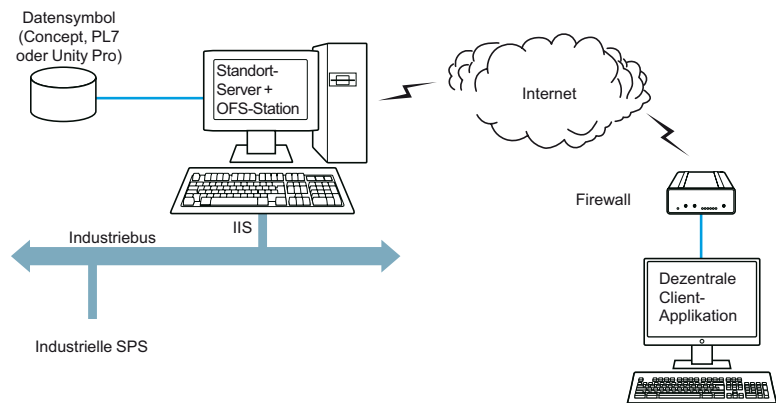 Datensymbol
(Concept, PL7
oder Unity Pro)
Standort-
Server +
OFS-Station
Internet
Firewall
IIS
Industriebus
Dezentrale
Client-
Applikation
Industrielle SPS